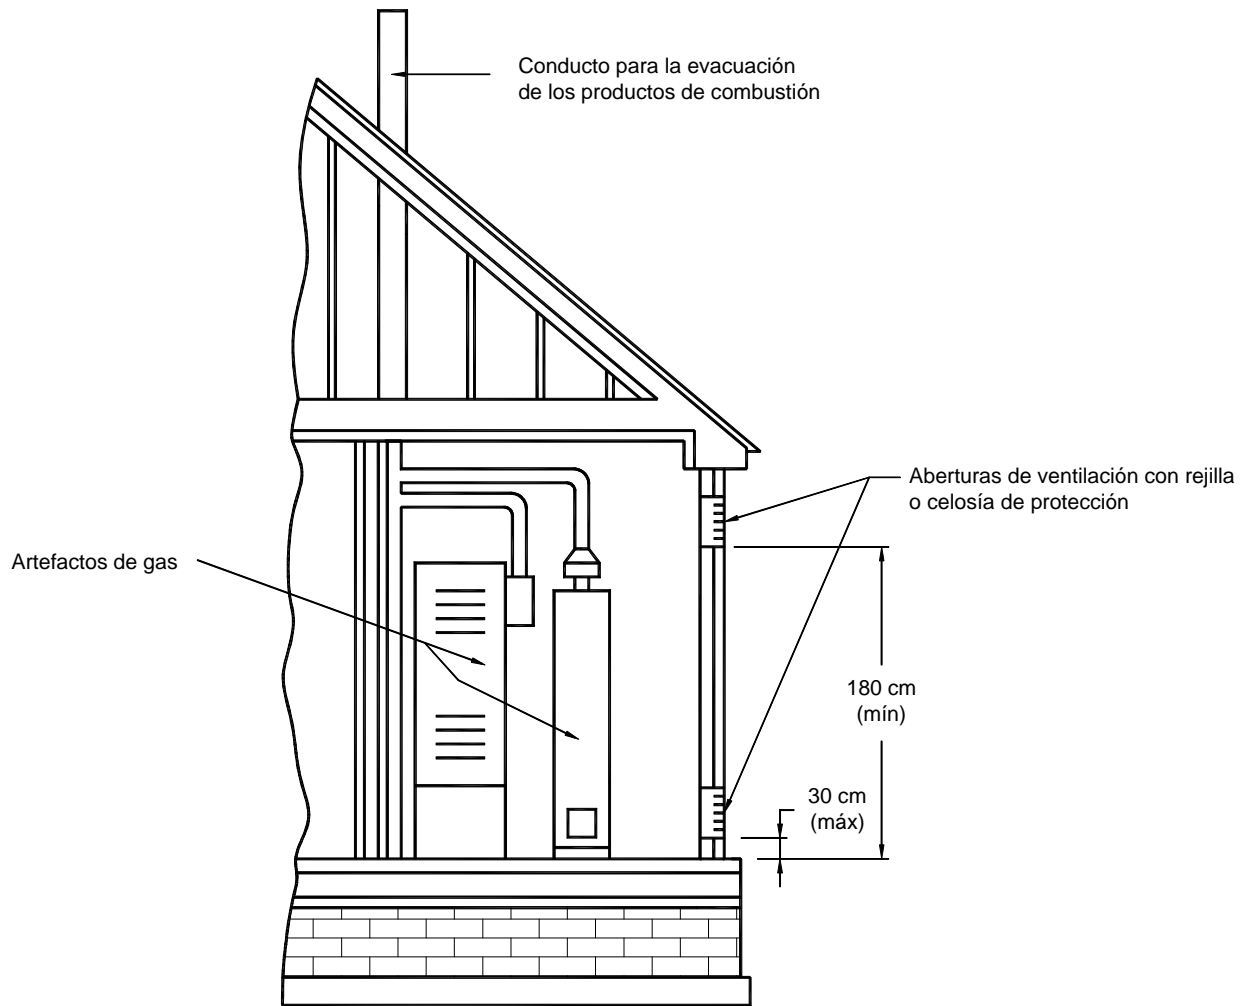 Conducto para la evacuación
de los productos de combustión
Aberturas de ventilación con rejilla
o celosía de protección
Artefactos de gas
180 cm
(mín)
30 cm
(máx)